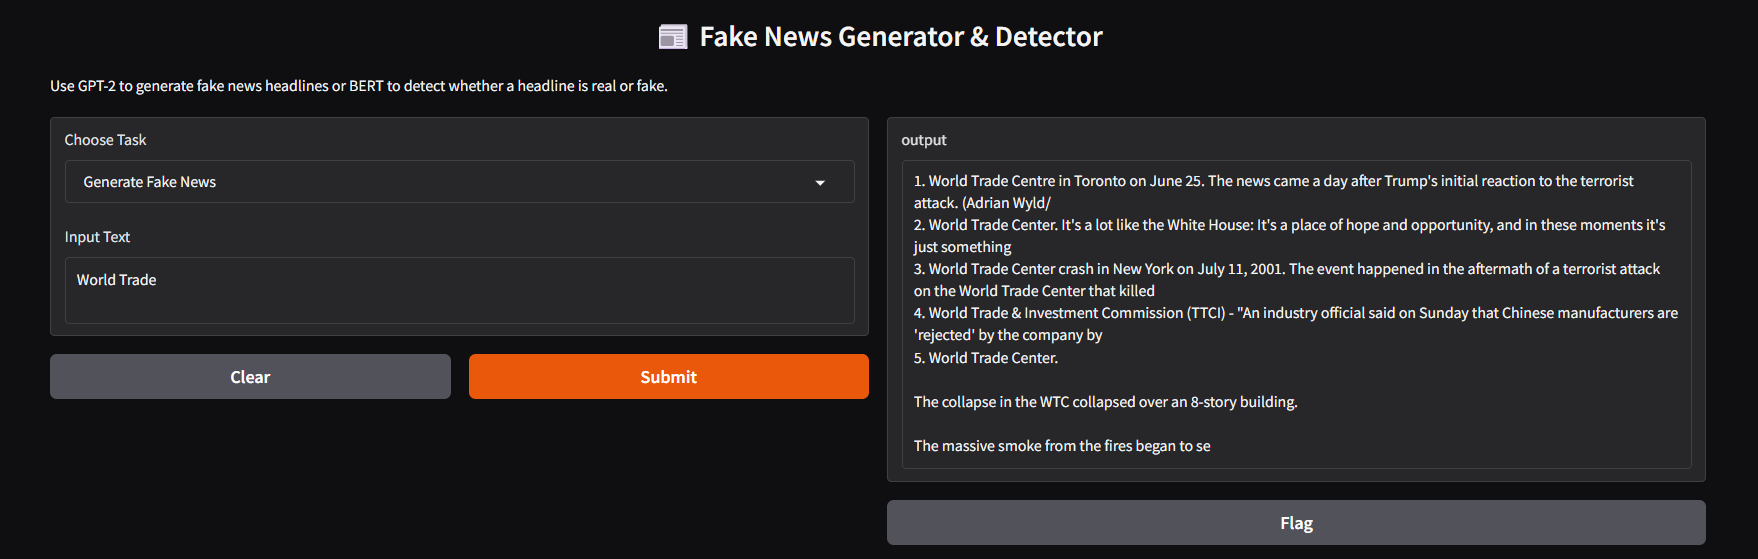 📰 Fake News Generator & Detector
Use GPT-2 to generate fake news headlines or BERT to detect whether a headline is real or fake.
Choose Task
Generate Fake News
Input Text
World Trade
Clear
Submit
output
1. World Trade Centre in Toronto on June 25. The news came a day after Trump's initial reaction to the terrorist
attack. (Adrian Wyld/
2. World Trade Center. It's a lot like the White House: It's a place of hope and opportunity, and in these moments it's
just something
3. World Trade Center crash in New York on July 11, 2001. The event happened in the aftermath of a terrorist attack
on the World Trade Center that killed
4. World Trade & Investment Commission (TTCI) - "An industry official said on Sunday that Chinese manufacturers are
'rejected' by the company by
5. World Trade Center.
The collapse in the WTC collapsed over an 8-story building.
The massive smoke from the fires began to se
Flag